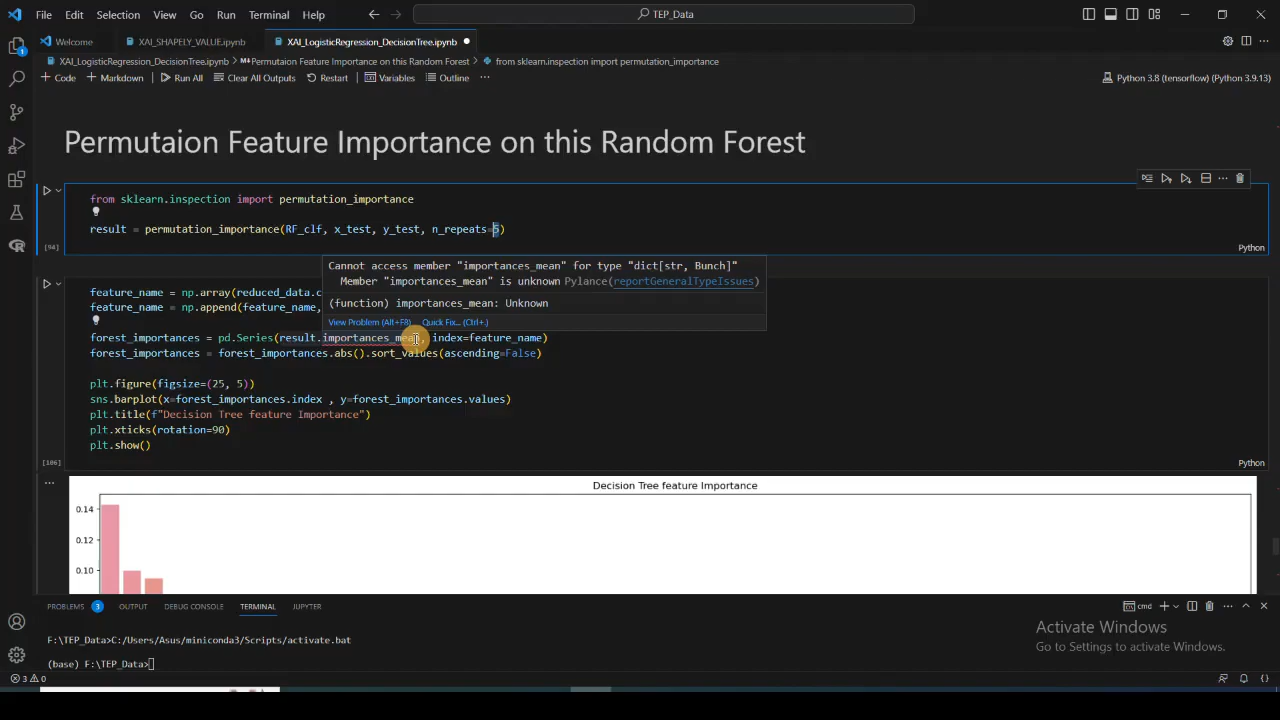 File Edit Selection View Go Run Terminal Help TEP_Data
Welcome XAI_SHAPELY_VALUE.ipynb XAI_LogisticRegression_DecisionTree.ipynb
XAI_LogisticRegression_DecisionTree.ipynb > Permutaion Feature Importance on this Random Forest > from sklearn.inspection import permutation_importance
+ Code + Markdown Run All Clear All Outputs Restart Variables Outline ... Python 3.8 (tensorflow) (Python 3.9.13)
Permutaion Feature Importance on this Random Forest
from sklearn.inspection import permutation_importance
result = permutation_importance(RF_clf, x_test, y_test, n_repeats=5)
[94] Python
Cannot access member "importances_mean" for type "dict[str, Bunch]"
Member "importances_mean" is unknown Pylance(reportGeneralTypeIssues)
(function) importances_mean: Unknown
View Problem (Alt+F8) Quick Fix... (Ctrl+.)
feature_name = np.array(reduced_data.c
feature_name = np.append(feature_name,
forest_importances = pd.Series(result.importances_mean, index=feature_name)
forest_importances = forest_importances.abs().sort_values(ascending=False)
plt.figure(figsize=(25, 5))
sns.barplot(x=forest_importances.index , y=forest_importances.values)
plt.title(f"Decision Tree feature Importance")
plt.xticks(rotation=90)
plt.show()
[106] Python
Decision Tree feature Importance
0.14
0.12
0.10
PROBLEMS 3 OUTPUT DEBUG CONSOLE TERMINAL JUPYTER cmd
F:\TEP_Data>C:/Users/Asus/miniconda3/Scripts/activate.bat
(base) F:\TEP_Data>
Activate Windows
Go to Settings to activate Windows.
3 0